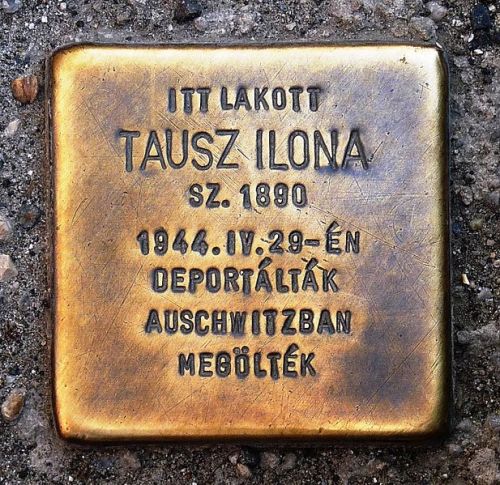 ITT LAKOTT
TAUSZ ILONA
SZ. 1890
1944.IV.29-ÉN
DEPORTÁLTÁK
AUSCHWITZBAN
MEGÖLTÉK